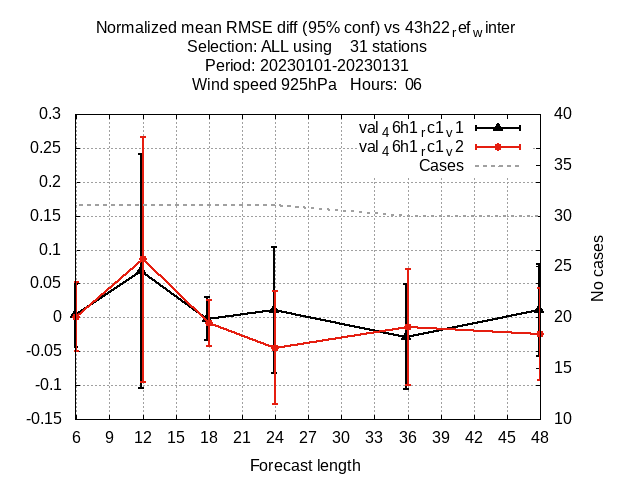 Normalized mean RMSE diff (95% conf) vs 43h22refwinter
Selection: ALL using 31 stations
Period: 20230101-20230131
Wind speed 925hPa Hours: 06
0.3
0.25
0.2
0.15
0.1
0.05
0
-0.05
-0.1
-0.15
val46h1rc1v1
val46h1rc1v2
Cases
40
35
30
25
20
15
10
No cases
6 9 12 15 18 21 24 27 30 33 36 39 42 45 48
Forecast length